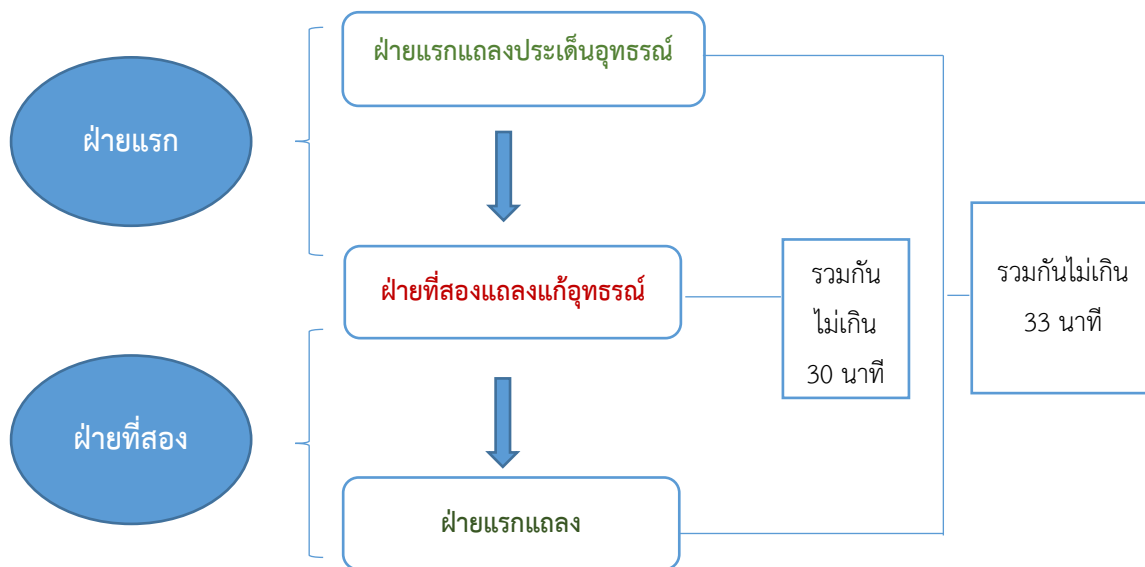 ฝ่ายแรกแถลงประเด็นอุทธรณ์
ฝ่ายแรก
ฝ่ายที่สองแถลงแก้อุทธรณ์
รวมกัน
ไม่เกิน
30 นาที
รวมกันไม่เกิน
33 นาที
ฝ่ายที่สอง
ฝ่ายแรกแถลง